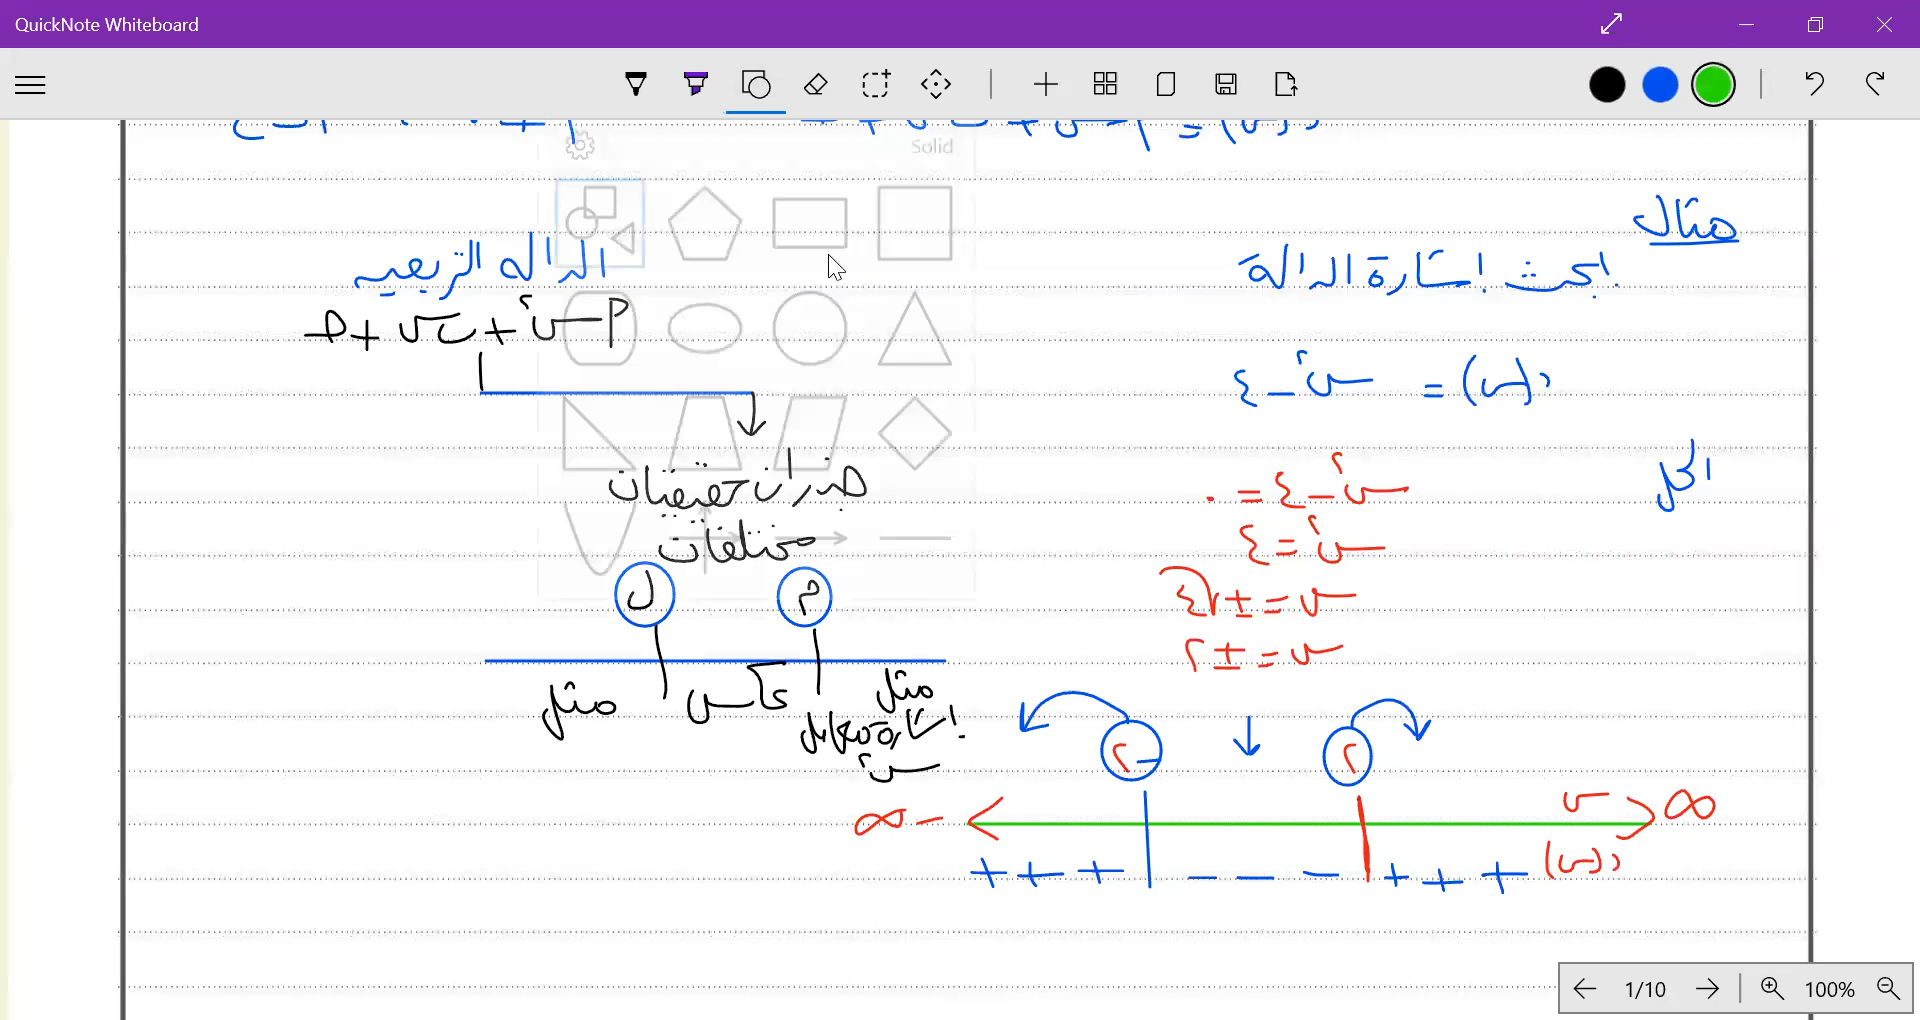 QuickNote Whiteboard
Solid
مثال
ابحث إشارة الدالة
د(س) = س² - ٤
الحل
س² - ٤ = ٠
س² = ٤
س = ± √٤
س = ± ٢
-٢ ٢
∞ س ∞ -
د(س) + + + - - - + + +
الدالة التربيعية
أس² + ب س + جـ
جذران حقيقيان
مختلفان
ل م
مثل عكس مثل
إشارة معامل
س²
1/10 100%